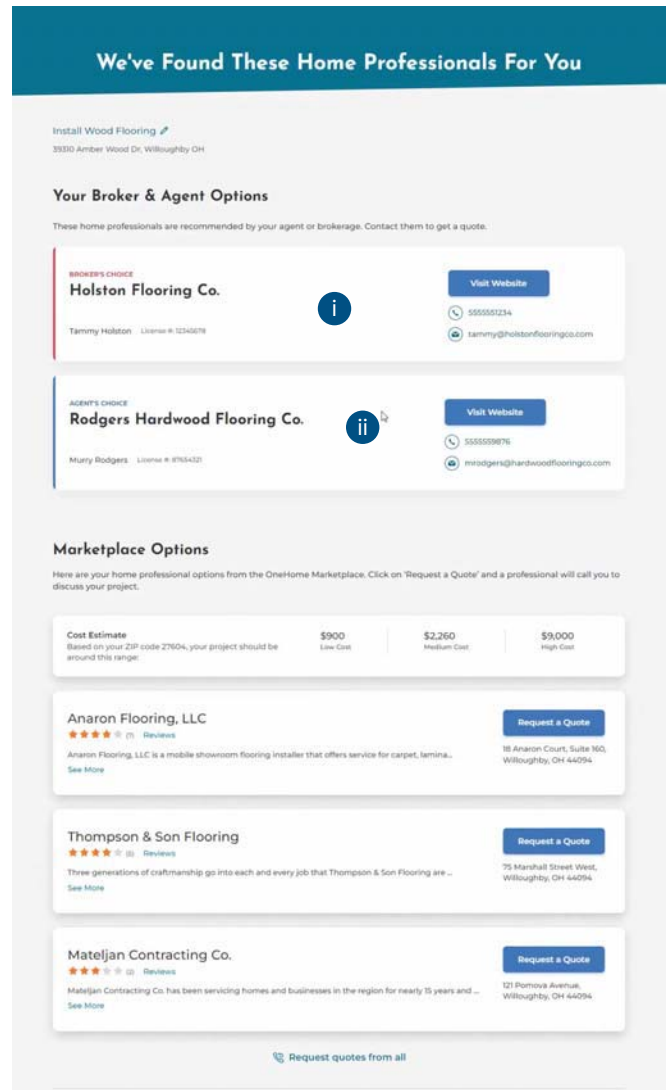 We've Found These Home Professionals For You
Install Wood Flooring
39310 Amber Wood Dr, Willoughby OH
Your Broker & Agent Options
These home professionals are recommended by your agent or brokerage. Contact them to get a quote.
BROKER'S CHOICE
Holston Flooring Co.
Tammy Holston License #: 12345678
i
Visit Website
5555551234
tammy@holstonflooringco.com
AGENT'S CHOICE
Rodgers Hardwood Flooring Co.
Murry Rodgers License #: 87654321
ii
Visit Website
5555559876
mrodgers@hardwoodflooringco.com
Marketplace Options
Here are your home professional options from the OneHome Marketplace. Click on 'Request a Quote' and a professional will call you to
discuss your project.
Cost Estimate
Based on your ZIP code 27604, your project should be
around this range:
$900
Low Cost
$2,260
Medium Cost
$9,000
High Cost
Anaron Flooring, LLC
Reviews
Anaron Flooring, LLC is a mobile showroom flooring installer that offers service for carpet, lamina...
See More
Request a Quote
18 Anaron Court, Suite 160,
Willoughby, OH 44094
Thompson & Son Flooring
Reviews
Three generations of craftmanship go into each and every job that Thompson & Son Flooring are ...
See More
Request a Quote
75 Marshall Street West,
Willoughby, OH 44094
Mateljan Contracting Co.
Reviews
Mateljan Contracting Co. has been servicing homes and businesses in the region for nearly 15 years and ...
See More
Request a Quote
121 Pomova Avenue,
Willoughby, OH 44094
Request quotes from all